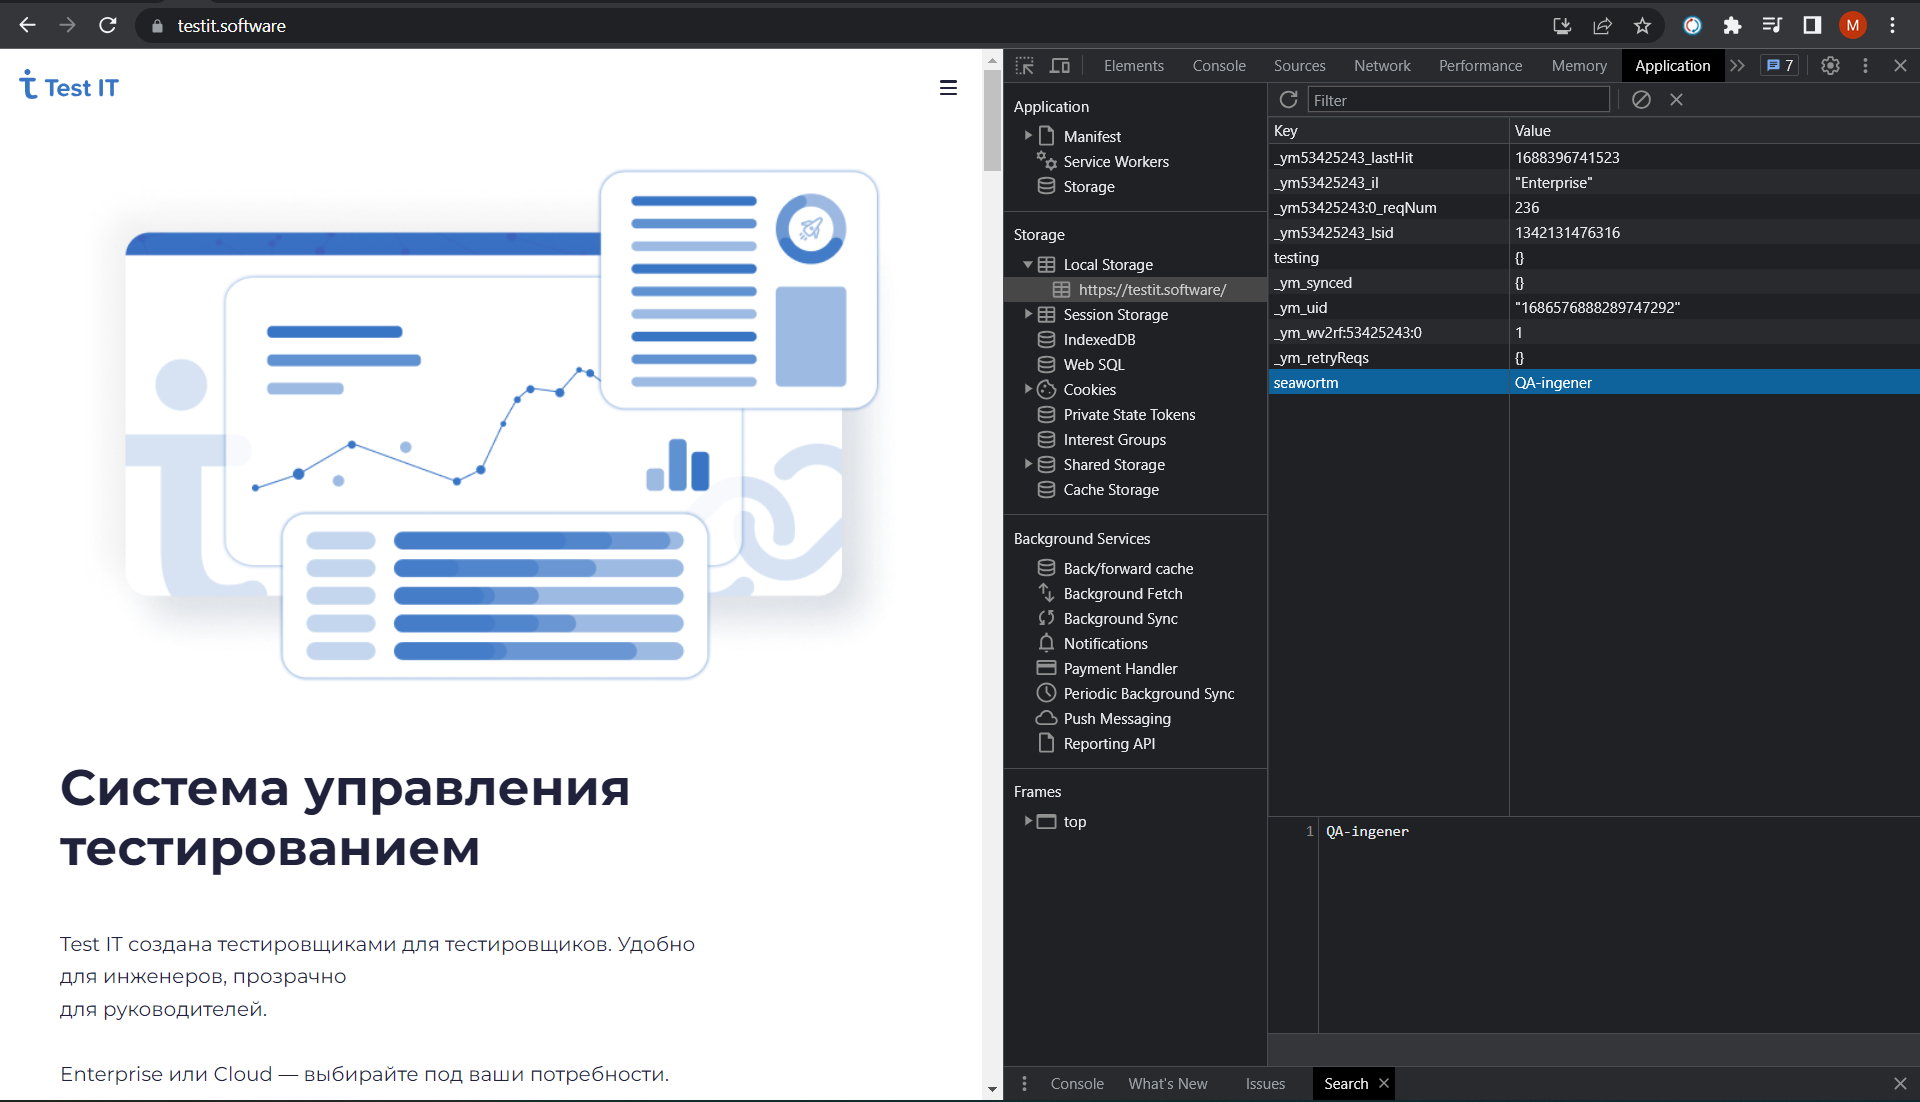 testit.software
M
Test IT
Система управления
тестированием
Test IT создана тестировщиками для тестировщиков. Удобно
для инженеров, прозрачно
для руководителей.
Enterprise или Cloud — выбирайте под ваши потребности.
Elements Console Sources Network Performance Memory Application 7
Application
Manifest
Service Workers
Storage
Storage
Local Storage
https://testit.software/
Session Storage
IndexedDB
Web SQL
Cookies
Private State Tokens
Interest Groups
Shared Storage
Cache Storage
Background Services
Back/forward cache
Background Fetch
Background Sync
Notifications
Payment Handler
Periodic Background Sync
Push Messaging
Reporting API
Frames
top
Filter
Key Value
_ym53425243_lastHit 1688396741523
_ym53425243_il "Enterprise"
_ym53425243:0_reqNum 236
_ym53425243_lsid 1342131476316
testing {}
_ym_synced {}
_ym_uid "1686576888289747292"
_ym_wv2rf:53425243:0 1
_ym_retryReqs {}
seawortm QA-ingener
1 QA-ingener
Console What's New Issues Search